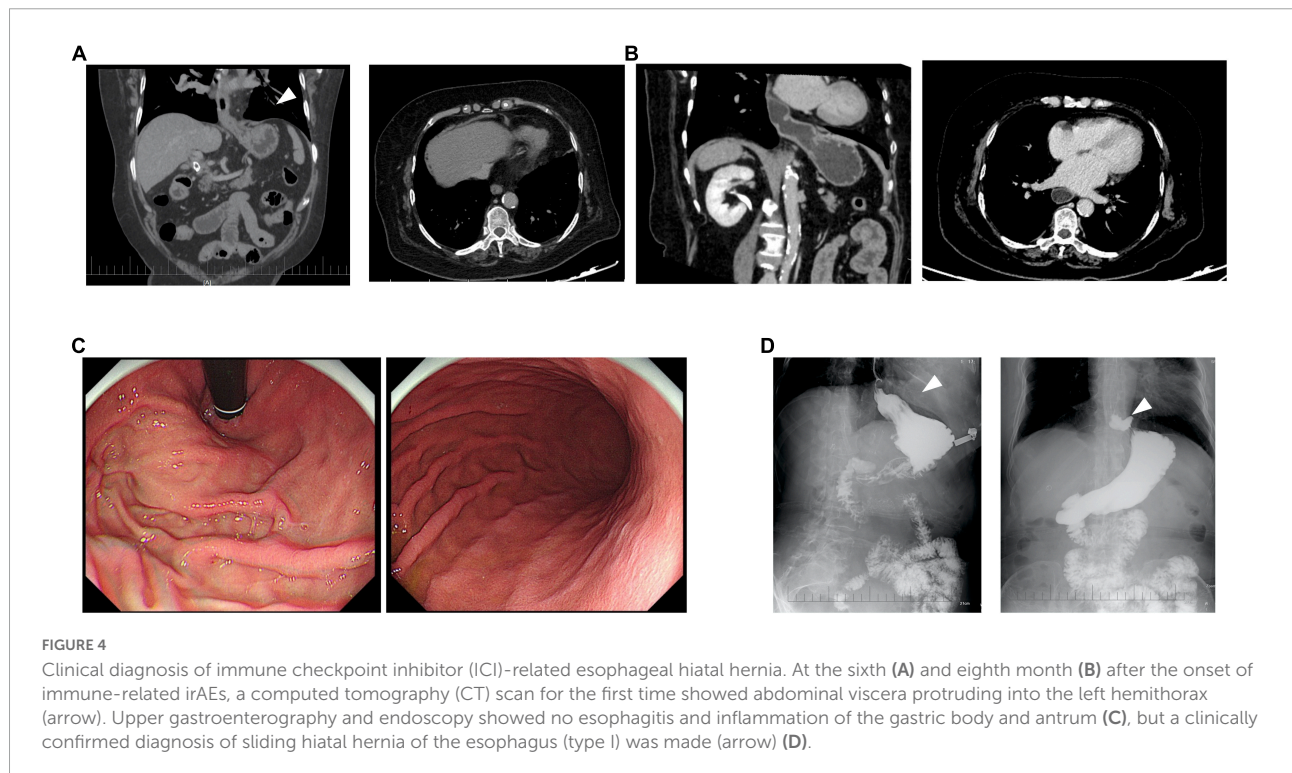 A
B
C
D
FIGURE 4
Clinical diagnosis of immune checkpoint inhibitor (ICI)-related esophageal hiatal hernia. At the sixth (A) and eighth month (B) after the onset of
immune-related irAEs, a computed tomography (CT) scan for the first time showed abdominal viscera protruding into the left hemithorax
(arrow). Upper gastroenterography and endoscopy showed no esophagitis and inflammation of the gastric body and antrum (C), but a clinically
confirmed diagnosis of sliding hiatal hernia of the esophagus (type I) was made (arrow) (D).